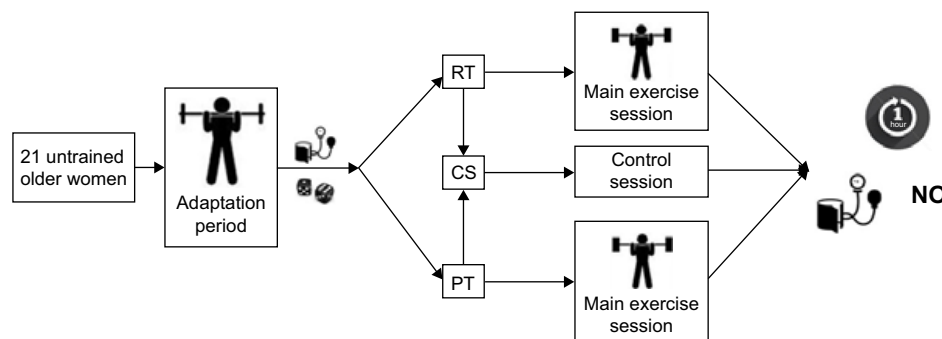 21 untrained
older women
Adaptation
period
RT
CS
PT
Main exercise
session
Control
session
Main exercise
session
1
hour
NO